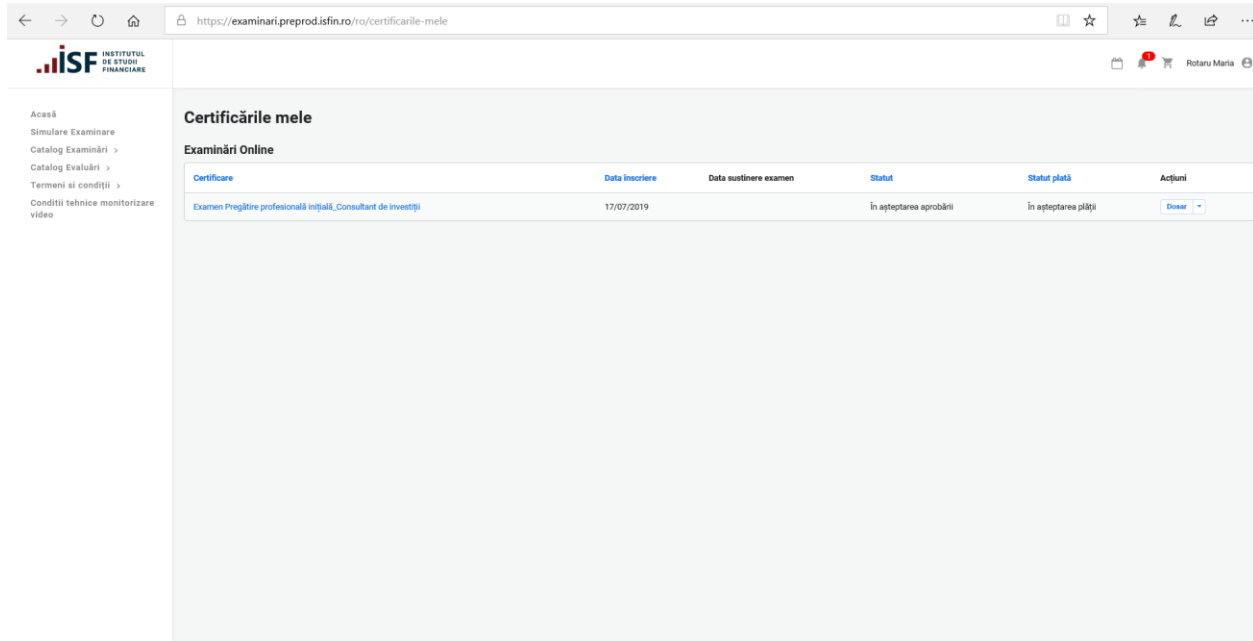 https://examinari.preprod.isfin.ro/ro/certificarile-mele
ISF INSTITUTUL
DE STUDII
FINANCIARE
1
Rotaru Maria
Acasă
Simulare Examinare
Catalog Examinări >
Catalog Evaluări >
Termeni si condiții >
Conditii tehnice monitorizare
video
Certificările mele
Examinări Online
Certificare Data înscriere Data sustinere examen Statut Statut plată Acțiuni
Examen Pregătire profesională inițială_Consultant de investiții 17/07/2019 În așteptarea aprobării În așteptarea plății Dosar